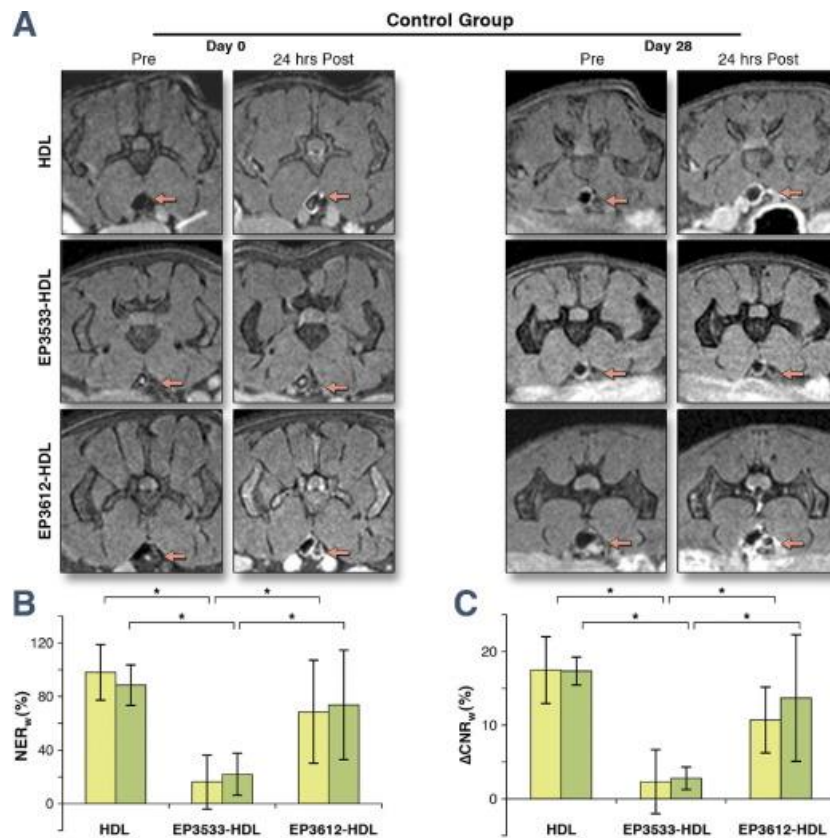 A
Control Group
Day 0
Day 28
Pre
24 hrs Post
Pre
24 hrs Post
HDL
EP3533-HDL
EP3612-HDL
B
* *
* *
NERw(%)
120
80
40
0
HDL EP3533-HDL EP3612-HDL
C
* *
* *
ΔCNRw(%)
20
10
0
HDL EP3533-HDL EP3612-HDL